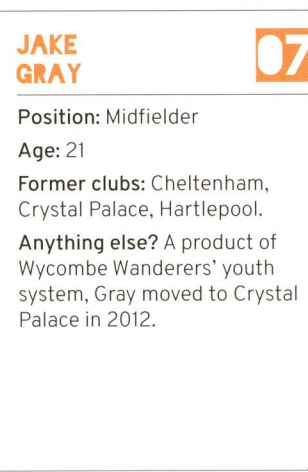 JAKE
GRAY
07
Position: Midfielder
Age: 21
Former clubs: Cheltenham,
Crystal Palace, Hartlepool.
Anything else? A product of
Wycombe Wanderers' youth
system, Gray moved to Crystal
Palace in 2012.